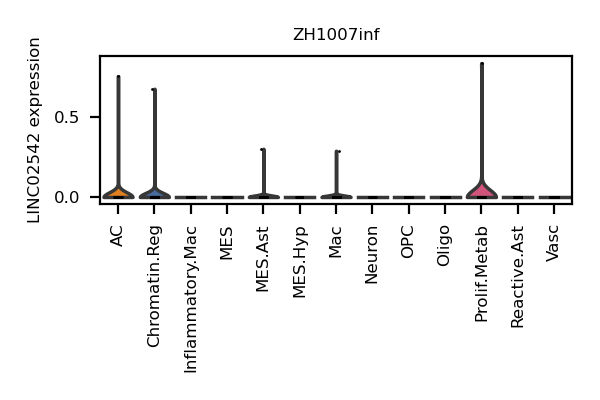 ZH1007inf
LINC02542 expression
0.5
0.0
AC
Chromatin.Reg
Inflammatory.Mac
MES
MES.Ast
MES.Hyp
Mac
Neuron
OPC
Oligo
Prolif.Metab
Reactive.Ast
Vasc